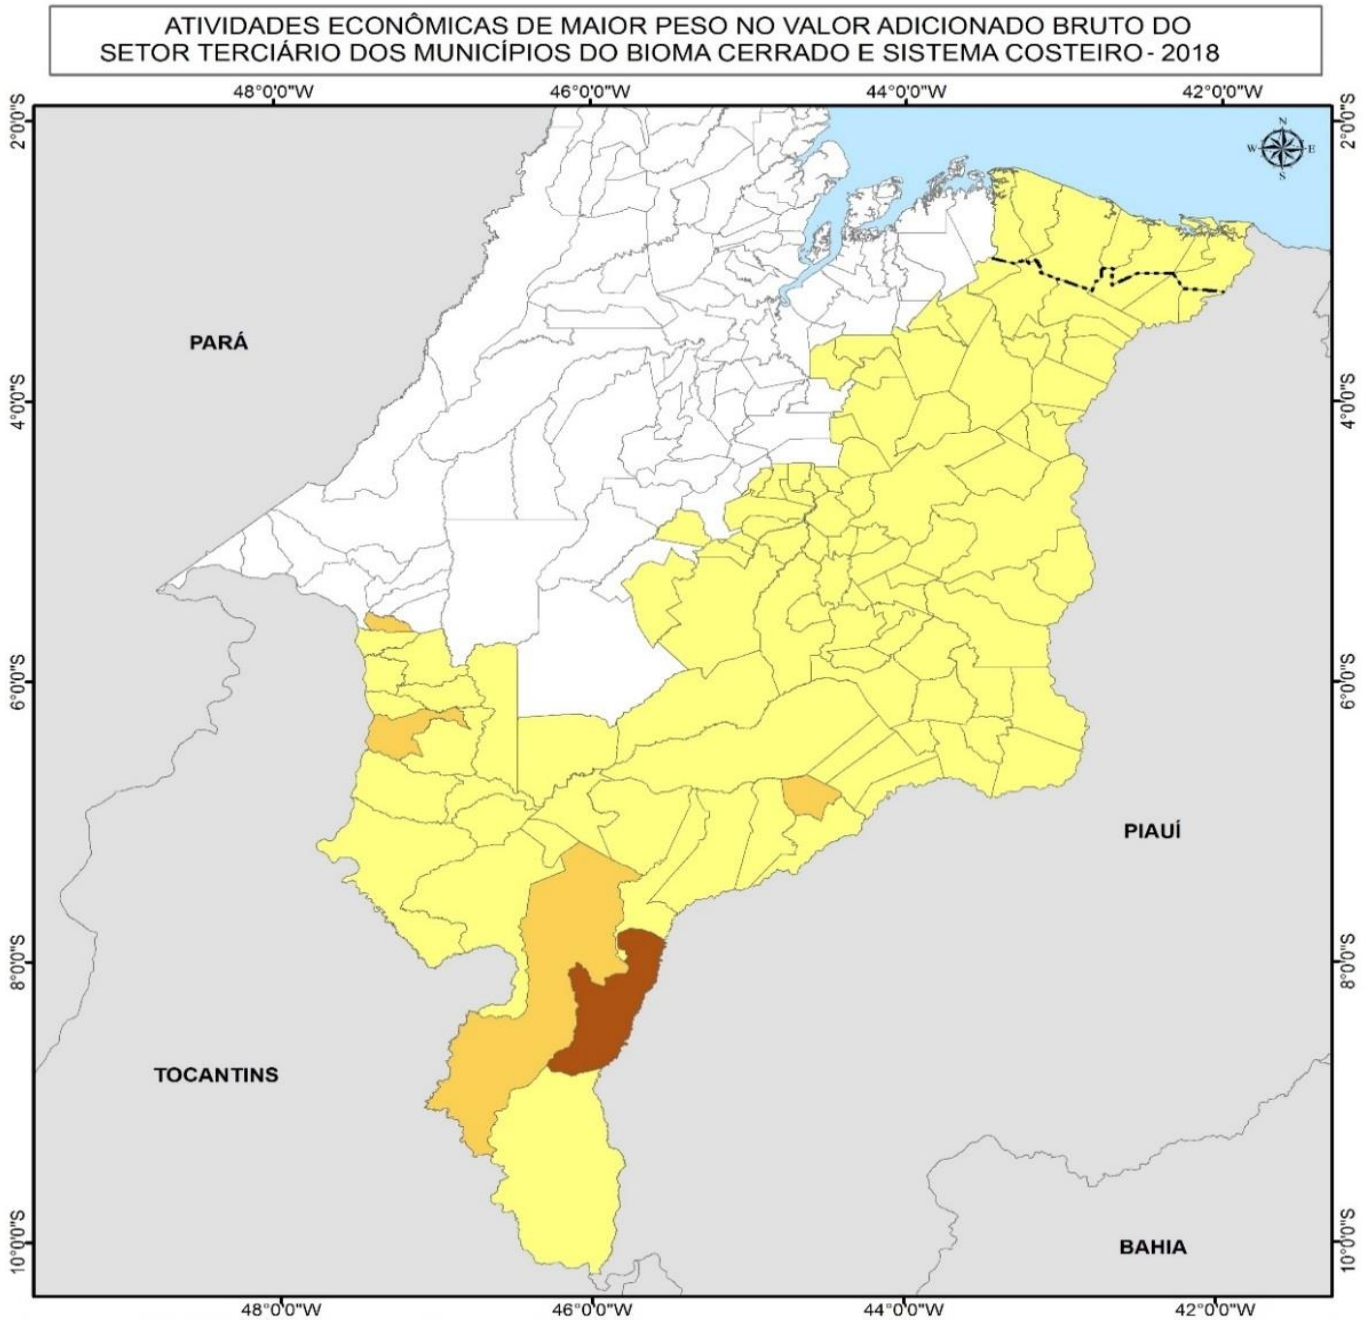 ATIVIDADES ECONÔMICAS DE MAIOR PESO NO VALOR ADICIONADO BRUTO DO
SETOR TERCIÁRIO DOS MUNICÍPIOS DO BIOMA CERRADO E SISTEMA COSTEIRO - 2018
48°0'0"W 46°0'0"W 44°0'0"W 42°0'0"W
2°0'0"S 2°0'0"S
N
W E
S
PARÁ
4°0'0"S 4°0'0"S
6°0'0"S 6°0'0"S
PIAUÍ
8°0'0"S 8°0'0"S
TOCANTINS
10°0'0"S 10°0'0"S
BAHIA
48°0'0"W 46°0'0"W 44°0'0"W 42°0'0"W